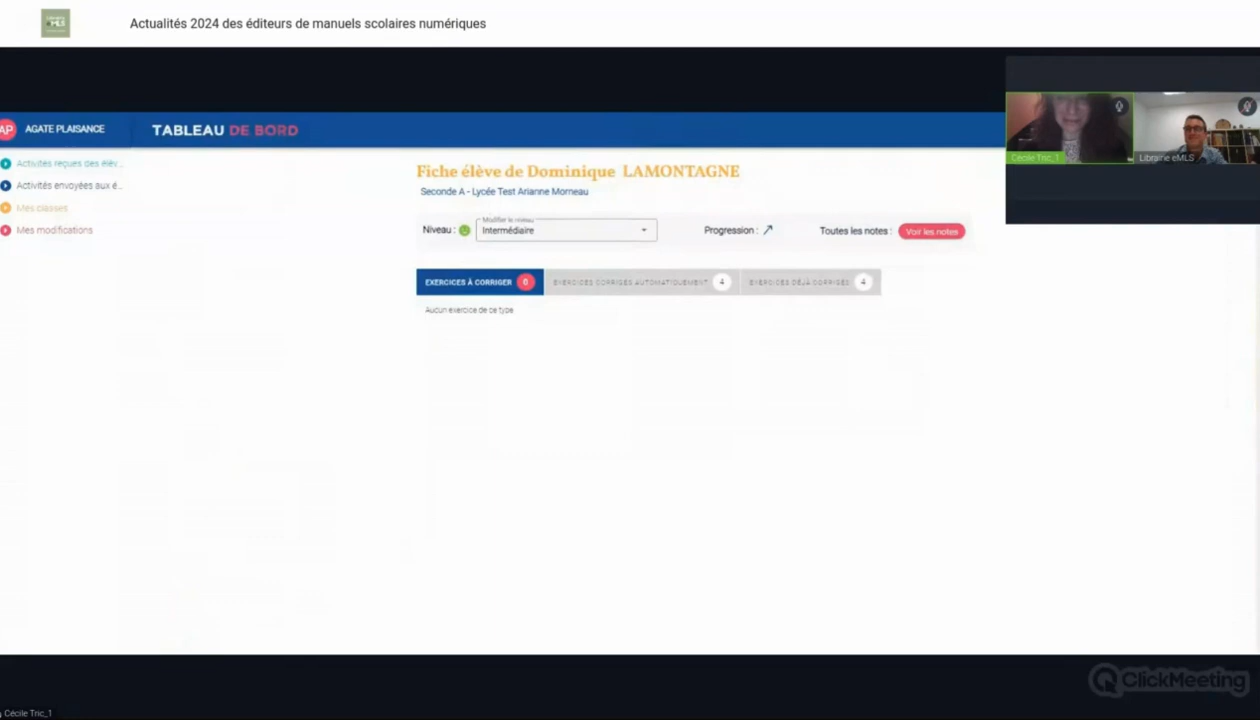 Actualités 2024 des éditeurs de manuels scolaires numériques
AP AGATE PLAISANCE
TABLEAU DE BORD
Activités reçues des élèv...
Activités envoyées aux é...
Mes classes
Mes modifications
Fiche élève de Dominique LAMONTAGNE
Seconde A - Lycée Test Arianne Morneau
Niveau :
Modifier le niveau
Intermédiaire
Progression :
Toutes les notes : Voir les notes
EXERCICES À CORRIGER 0
EXERCICES CORRIGÉS AUTOMATIQUEMENT 4
EXERCICES DÉJÀ CORRIGÉS 4
Aucun exercice de ce type
Cécile Tric_1
Librairie eMLS
ClickMeeting
Cécile Tric_1